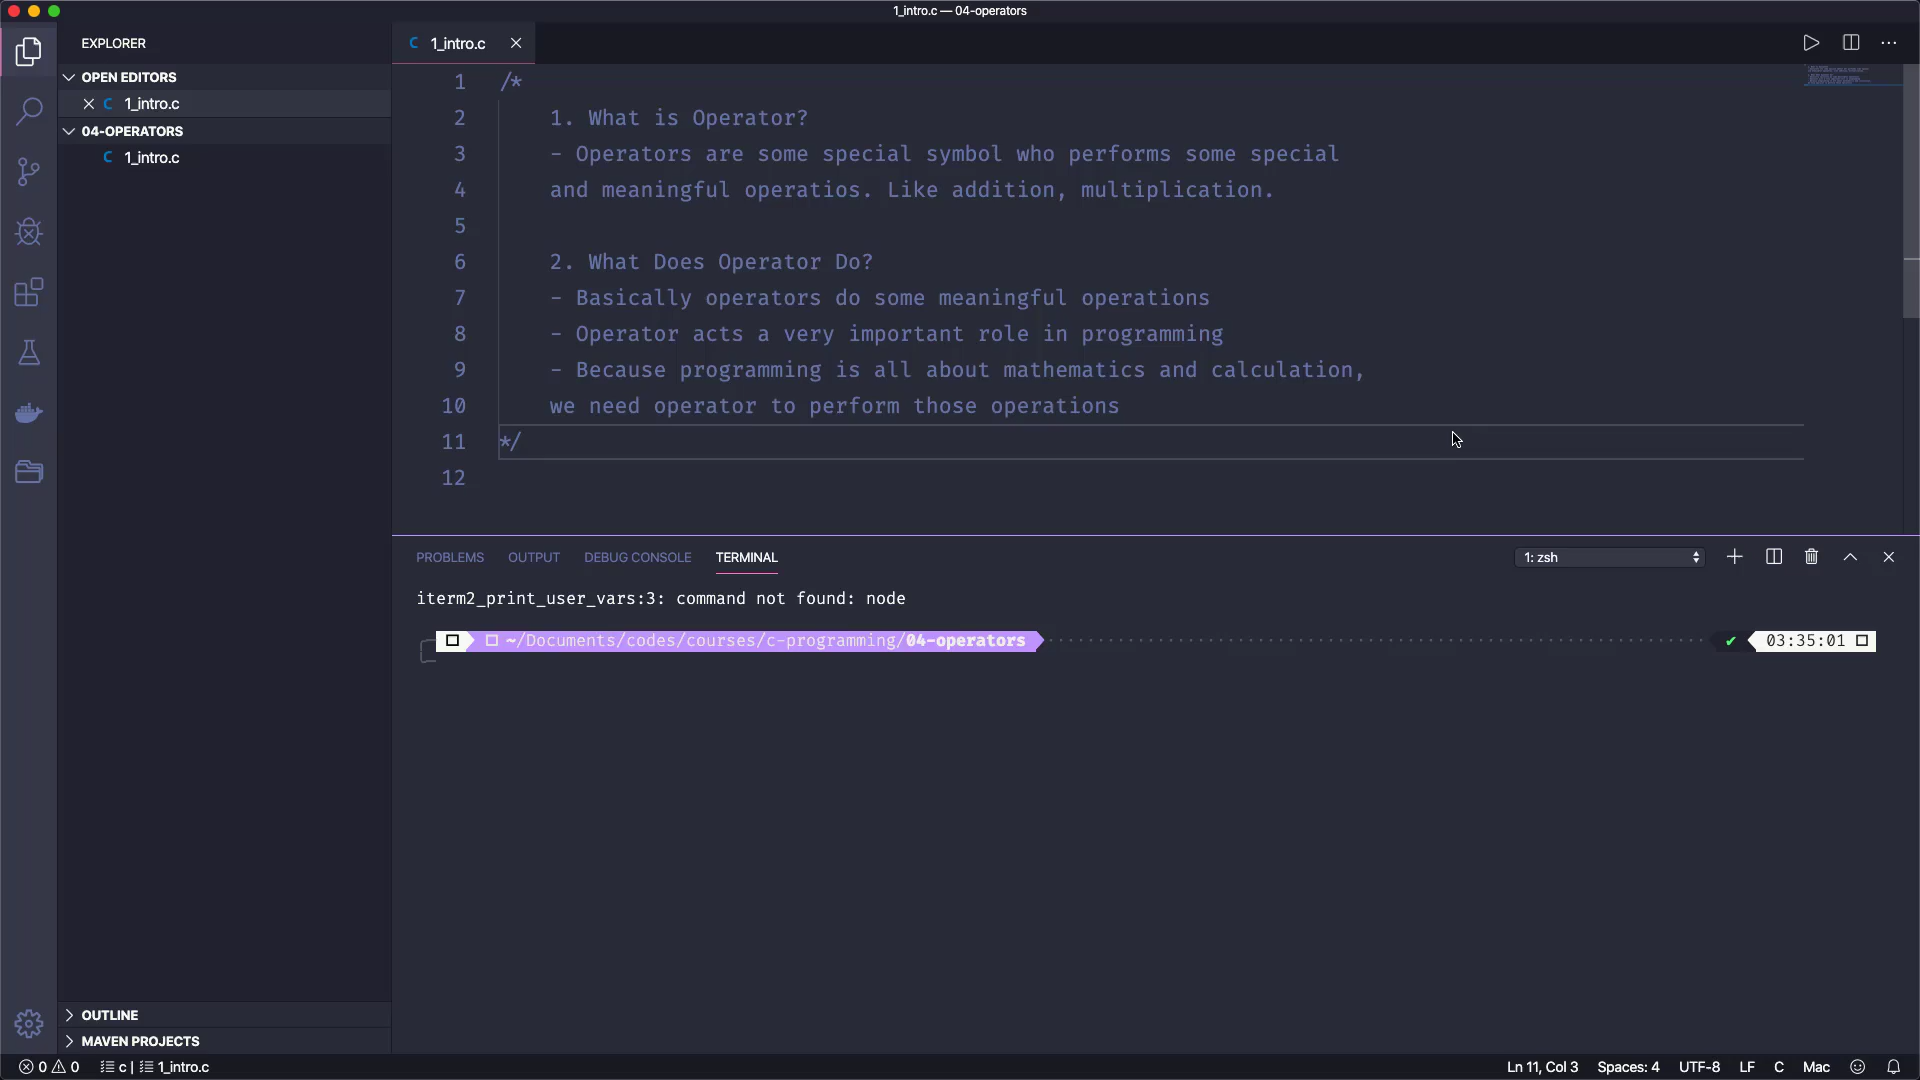 1_intro.c — 04-operators
EXPLORER
OPEN EDITORS
C 1_intro.c
04-OPERATORS
C 1_intro.c
OUTLINE
MAVEN PROJECTS
C 1_intro.c
1 /*
2 1. What is Operator?
3 - Operators are some special symbol who performs some special
4 and meaningful operatios. Like addition, multiplication.
5
6 2. What Does Operator Do?
7 - Basically operators do some meaningful operations
8 - Operator acts a very important role in programming
9 - Because programming is all about mathematics and calculation,
10 we need operator to perform those operations
11 */
12
PROBLEMS OUTPUT DEBUG CONSOLE TERMINAL 1: zsh
iterm2_print_user_vars:3: command not found: node
~/Documents/codes/courses/c-programming/04-operators ✔ 03:35:01
0 0 c | 1_intro.c Ln 11, Col 3 Spaces: 4 UTF-8 LF C Mac